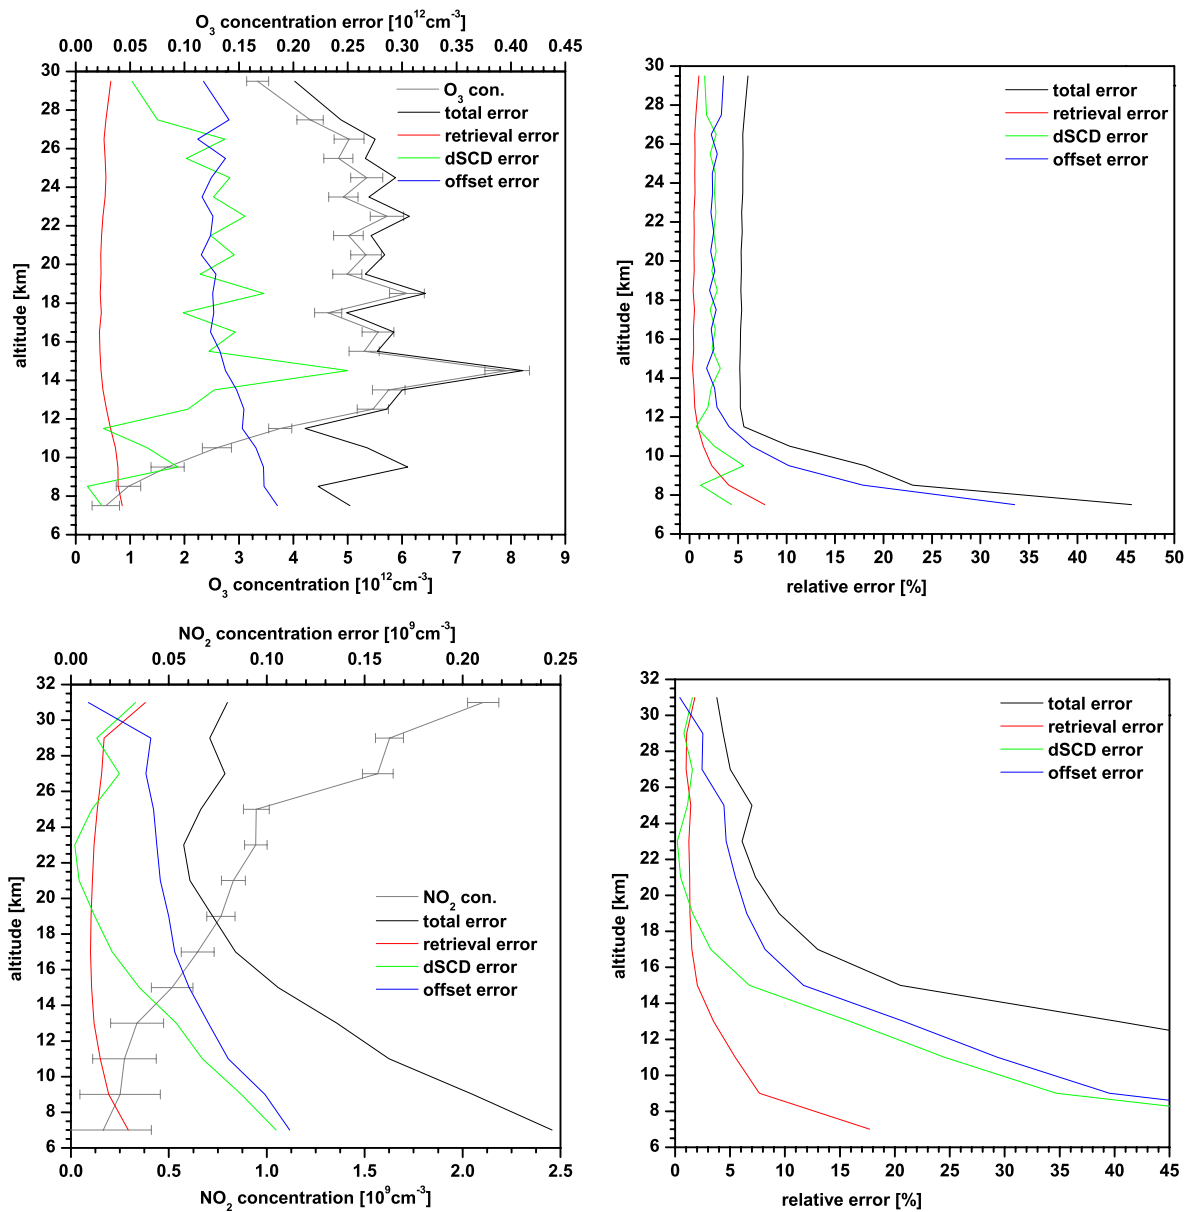 O3 concentration error [10^12cm^-3]
0.00 0.05 0.10 0.15 0.20 0.25 0.30 0.35 0.40 0.45
30
28
26
24
22
20
18
16
14
12
10
8
6
altitude [km]
O3 con.
total error
retrieval error
dSCD error
offset error
0 1 2 3 4 5 6 7 8 9
O3 concentration [10^12cm^-3]
30
28
26
24
22
20
18
16
14
12
10
8
6
altitude [km]
total error
retrieval error
dSCD error
offset error
0 5 10 15 20 25 30 35 40 45 50
relative error [%]
NO2 concentration error [10^9cm^-3]
0.00 0.05 0.10 0.15 0.20 0.25
32
30
28
26
24
22
20
18
16
14
12
10
8
6
altitude [km]
NO2 con.
total error
retrieval error
dSCD error
offset error
0.0 0.5 1.0 1.5 2.0 2.5
NO2 concentration [10^9cm^-3]
32
30
28
26
24
22
20
18
16
14
12
10
8
6
altitude [km]
total error
retrieval error
dSCD error
offset error
0 5 10 15 20 25 30 35 40 45
relative error [%]